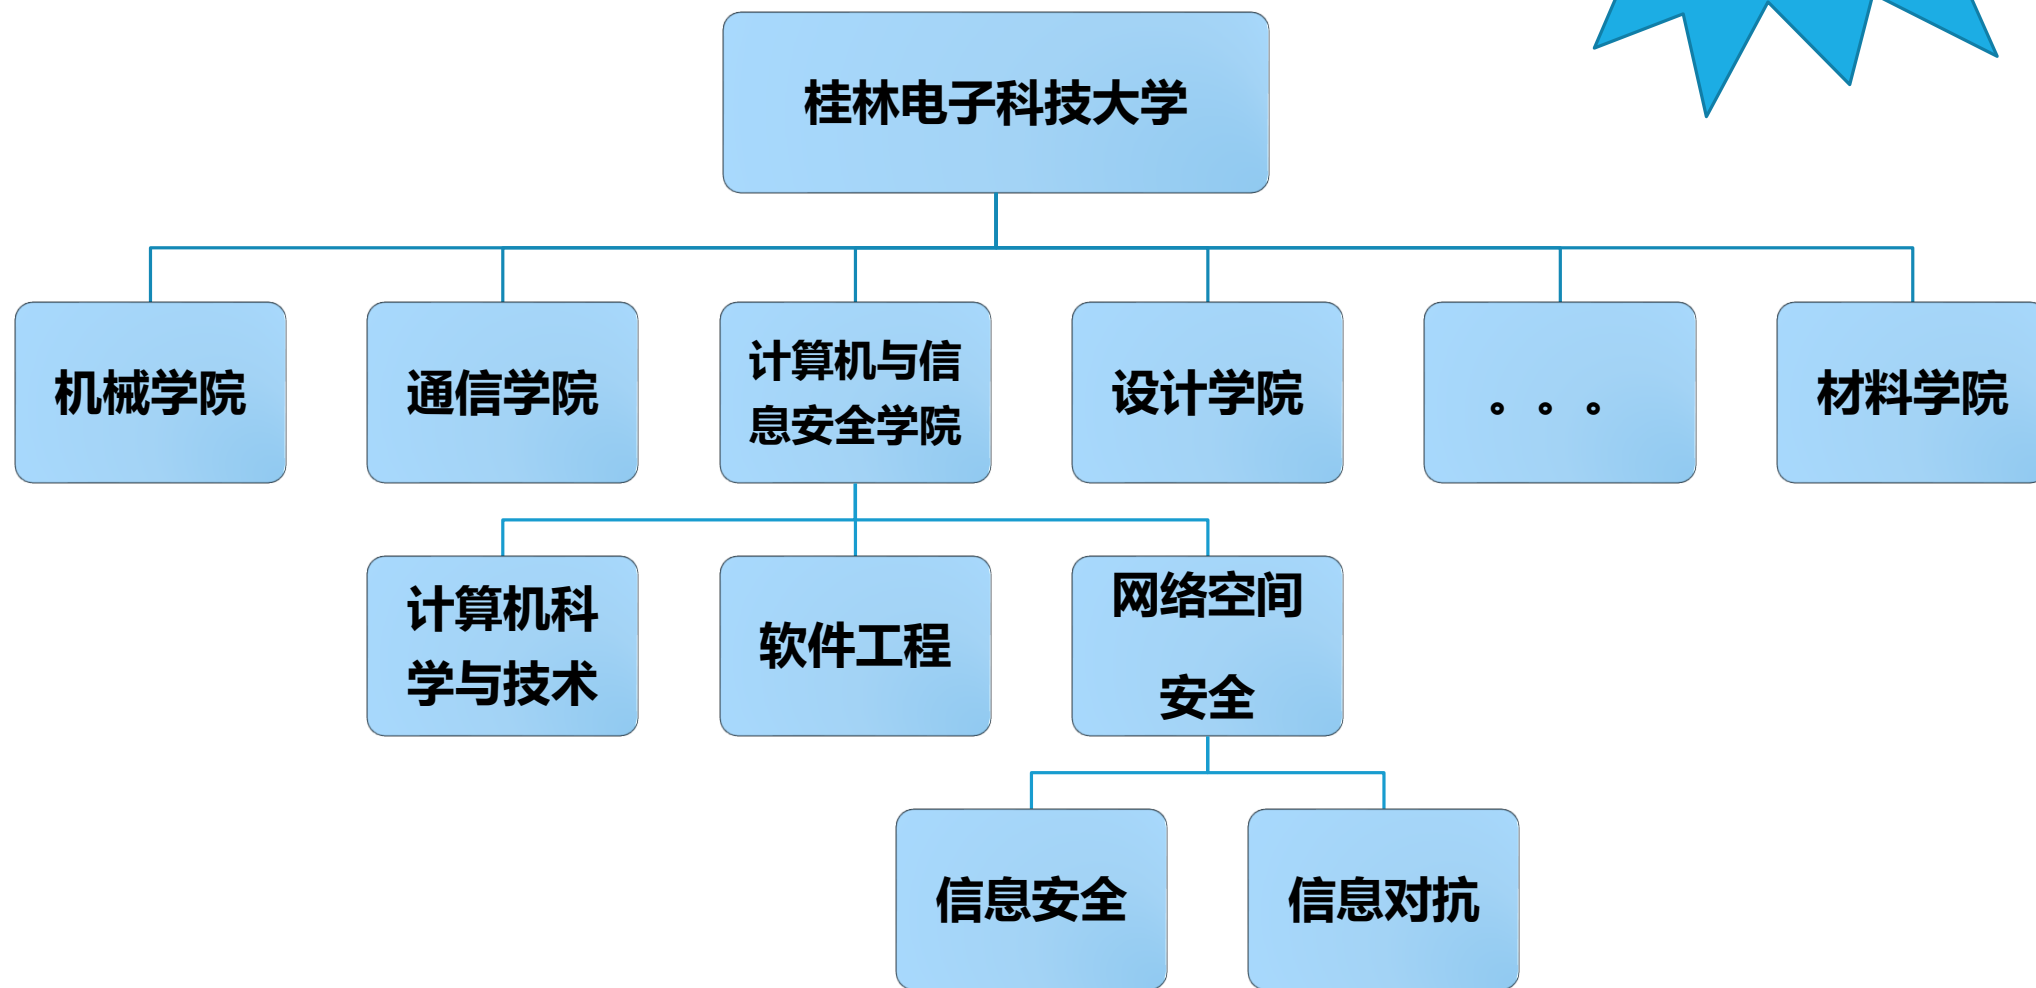 桂林电子科技大学
机械学院
通信学院
计算机与信
息安全学院
设计学院
。。。
材料学院
计算机科
学与技术
软件工程
网络空间
安全
信息安全
信息对抗